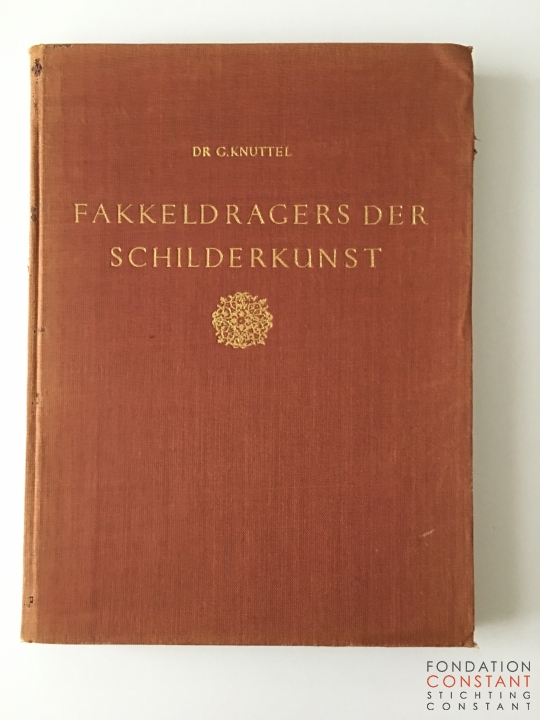 DR G. KNUTTEL
FAKKELDRAGERS DER
SCHILDERKUNST
FONDATION
CONSTANT
STICHTING
CONSTANT